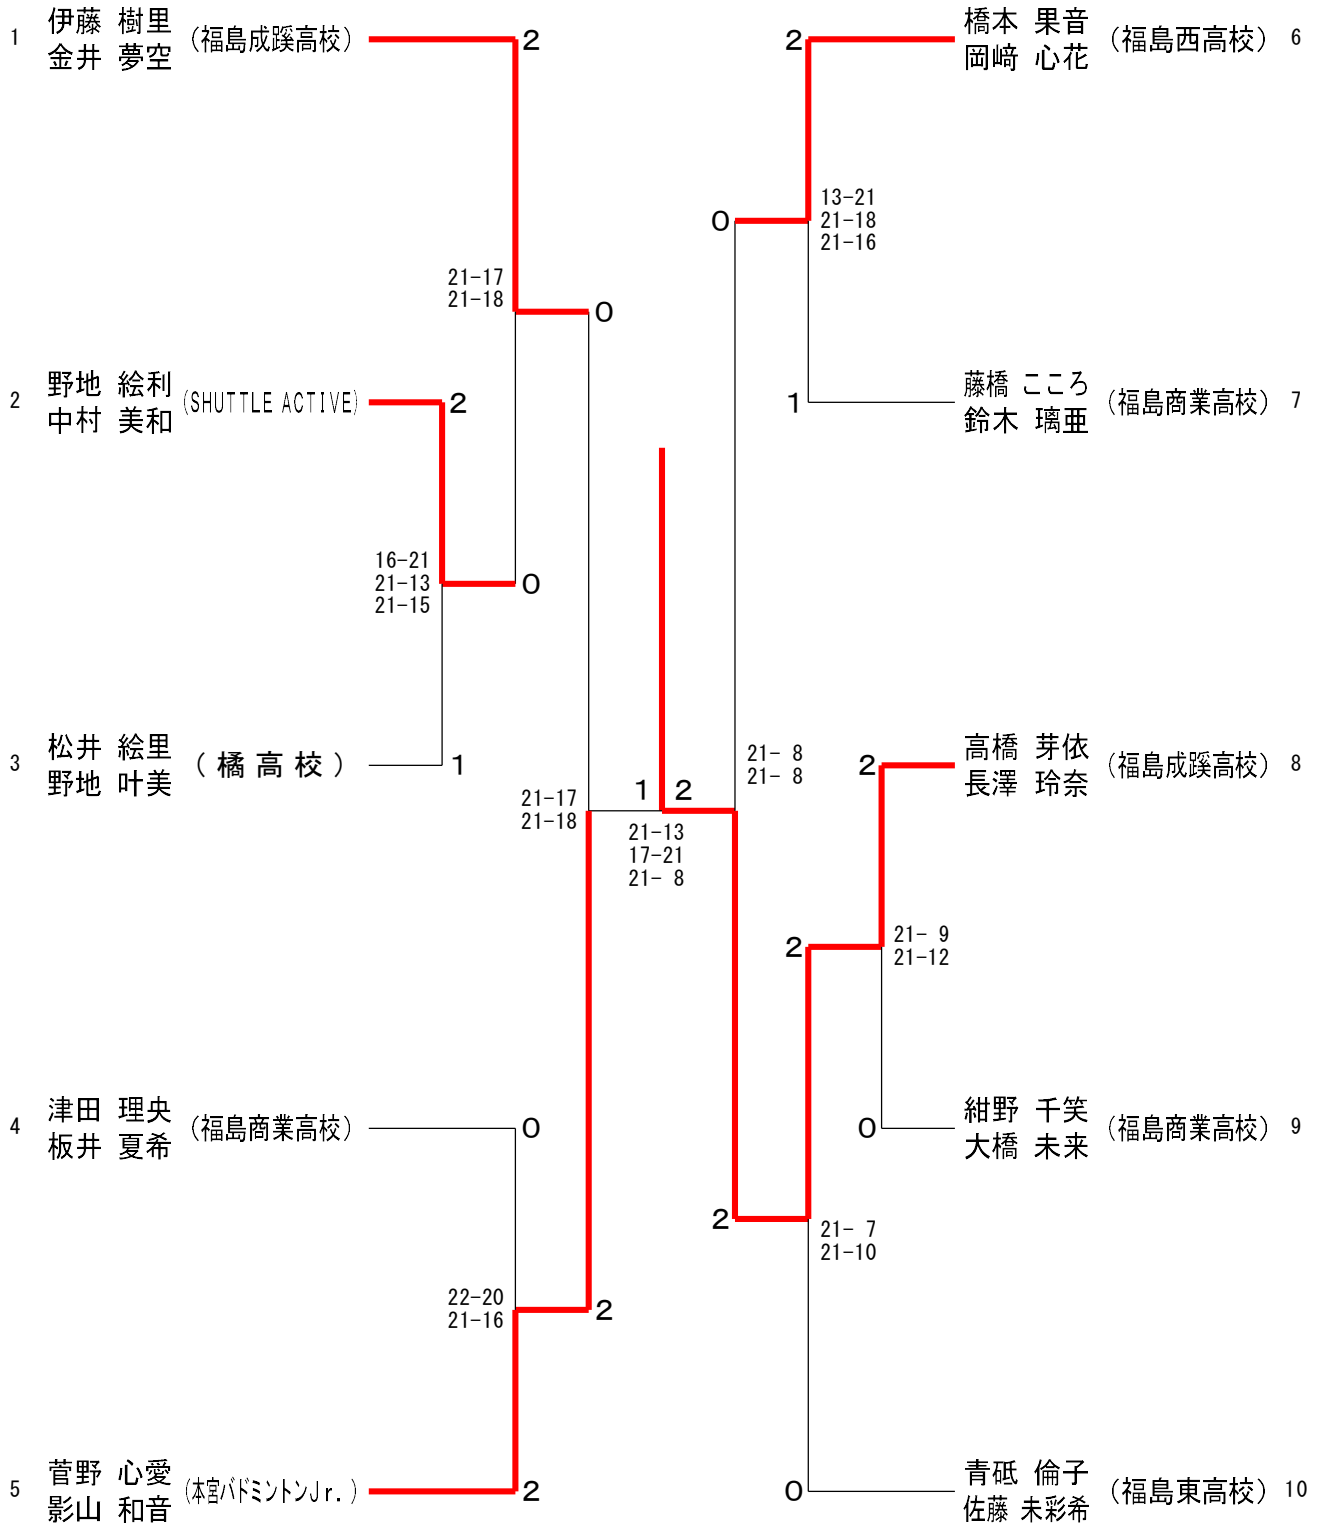 1 伊藤 樹里 (福島成蹊高校) 2
金井 夢空
21-17
21-18
0
2 野地 絵利 (SHUTTLE ACTIVE) 2
中村 美和
16-21
21-13
21-15
0
3 松井 絵里 (橘高校) 1
野地 叶美
21-17
21-18
4 津田 理央 (福島商業高校) 0
板井 夏希
22-20
21-16
2
5 菅野 心愛 (本宮バドミントンJr.) 2
影山 和音
1 2
21-13
17-21
21- 8
2 橋本 果音 (福島西高校) 6
岡﨑 心花
0
13-21
21-18
21-16
1 藤橋 こころ (福島商業高校) 7
鈴木 璃亜
21- 8
21- 8
2 高橋 芽依 (福島成蹊高校) 8
長澤 玲奈
2
21- 9
21-12
0 紺野 千笑 (福島商業高校) 9
大橋 未来
2
21- 7
21-10
0 青砥 倫子 (福島東高校) 10
佐藤 未彩希